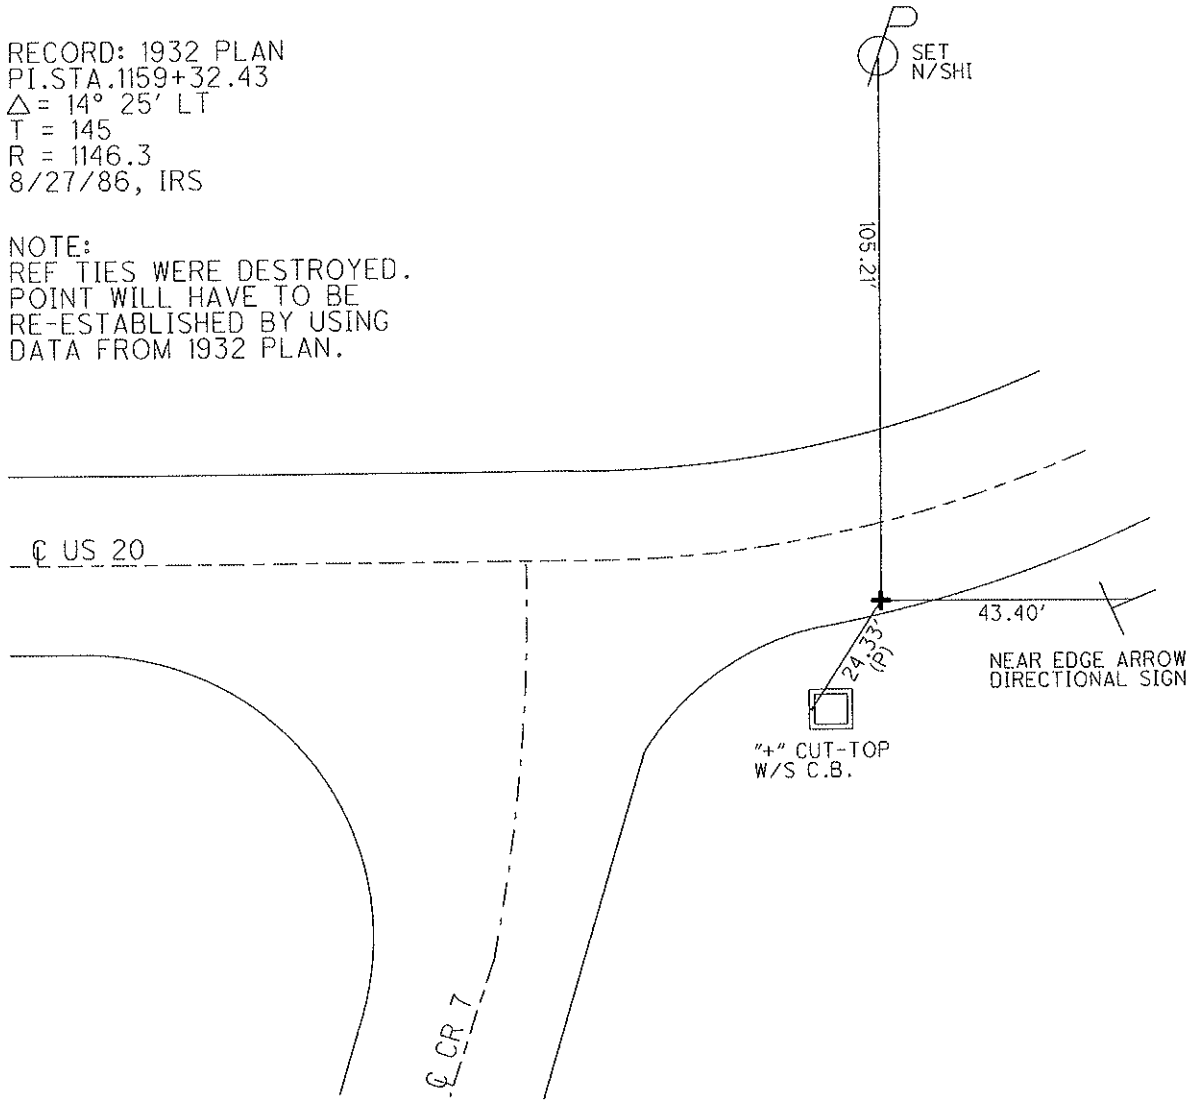 RECORD: 1932 PLAN
PI.STA.1159+32.43
△ = 14° 25' LT
T = 145
R = 1146.3
8/27/86, IRS
NOTE:
REF TIES WERE DESTROYED.
POINT WILL HAVE TO BE
RE-ESTABLISHED BY USING
DATA FROM 1932 PLAN.
SET
N/SHI
105.21'
℄ US 20
43.40'
24.33'
(P)
NEAR EDGE ARROW
DIRECTIONAL SIGN
"+" CUT-TOP
W/S C.B.
℄ CR 7